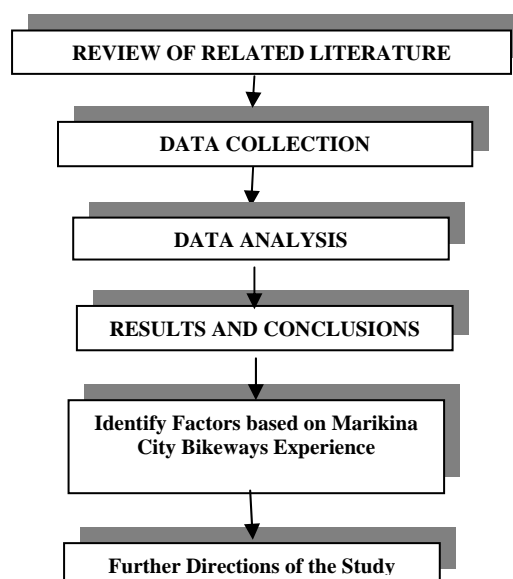 REVIEW OF RELATED LITERATURE
DATA COLLECTION
DATA ANALYSIS
RESULTS AND CONCLUSIONS
Identify Factors based on Marikina
City Bikeways Experience
Further Directions of the Study